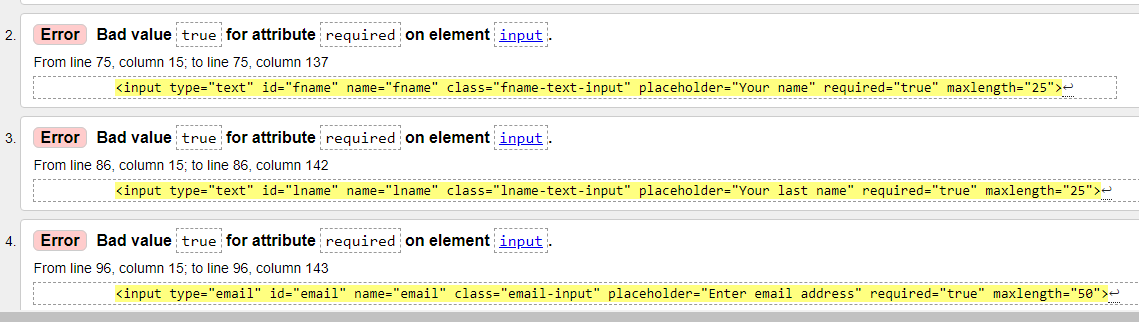 2. Error Bad value true for attribute required on element input.
From line 75, column 15; to line 75, column 137
<input type="text" id="fname" name="fname" class="fname-text-input" placeholder="Your name" required="true" maxlength="25">↩
3. Error Bad value true for attribute required on element input.
From line 86, column 15; to line 86, column 142
<input type="text" id="lname" name="lname" class="lname-text-input" placeholder="Your last name" required="true" maxlength="25">↩
4. Error Bad value true for attribute required on element input.
From line 96, column 15; to line 96, column 143
<input type="email" id="email" name="email" class="email-input" placeholder="Enter email address" required="true" maxlength="50">↩